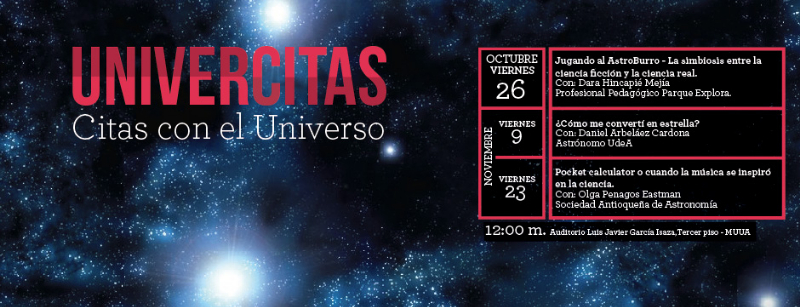 UNIVERCITAS
Citas con el Universo
OCTUBRE
VIERNES
26
Jugando al AstroBurro - La simbiosis entre la
ciencia ficción y la ciencia real.
Con: Dara Hincapié Mejía
Profesional Pedagógico Parque Explora.
NOVIEMBRE
VIERNES
9
¿Cómo me convertí en estrella?
Con: Daniel Arbeláez Cardona
Astrónomo UdeA
VIERNES
23
Pocket calculator o cuando la música se inspiró
en la ciencia.
Con: Olga Penagos Eastman
Sociedad Antioqueña de Astronomía
12:00 m. Auditorio Luis Javier García Isaza,Tercer piso - MUUA